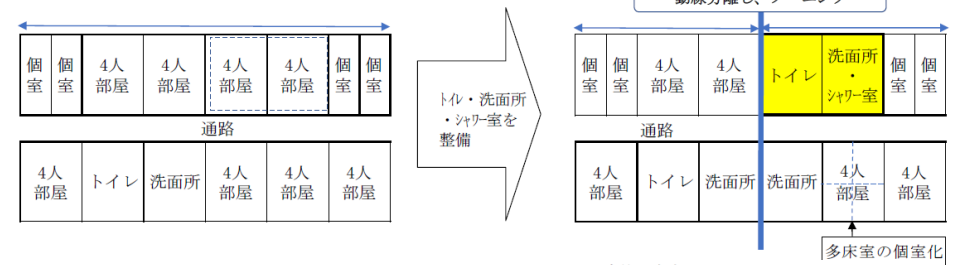 個室 個室 4人部屋 4人部屋 4人部屋 4人部屋 個室 個室
通路
4人部屋 トイレ 洗面所 4人部屋 4人部屋 4人部屋
トイレ・洗面所
・シャワー室を
整備
個室 個室 4人部屋 4人部屋 トイレ 洗面所・シャワー室 個室 個室
通路
4人部屋 トイレ 洗面所 洗面所 4人部屋 4人部屋
多床室の個室化